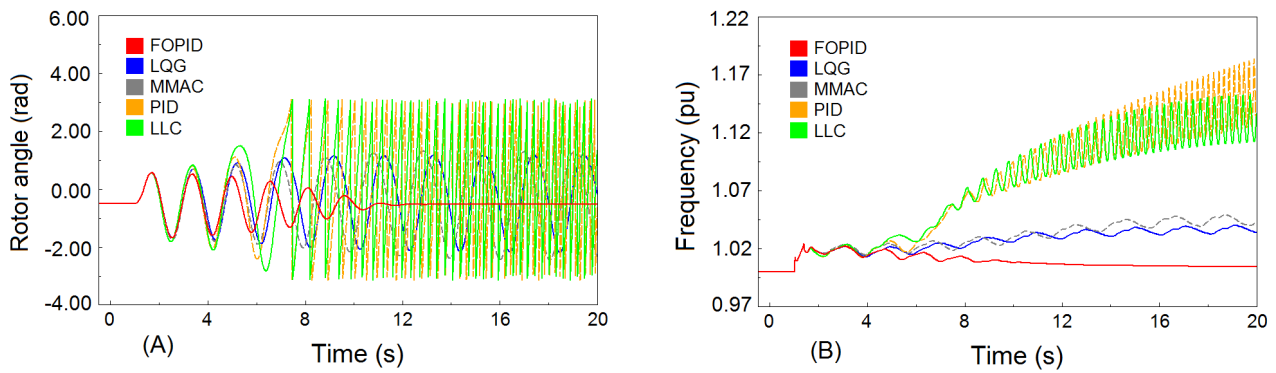 6.00
4.00
2.00
0.00
-2.00
-4.00
Rotor angle (rad)
FOPID
LQG
MMAC
PID
LLC
0 4 8 12 16 20
(A) Time (s)
1.22
1.17
1.12
1.07
1.02
0.97
Frequency (pu)
FOPID
LQG
MMAC
PID
LLC
0 4 8 12 16 20
(B) Time (s)